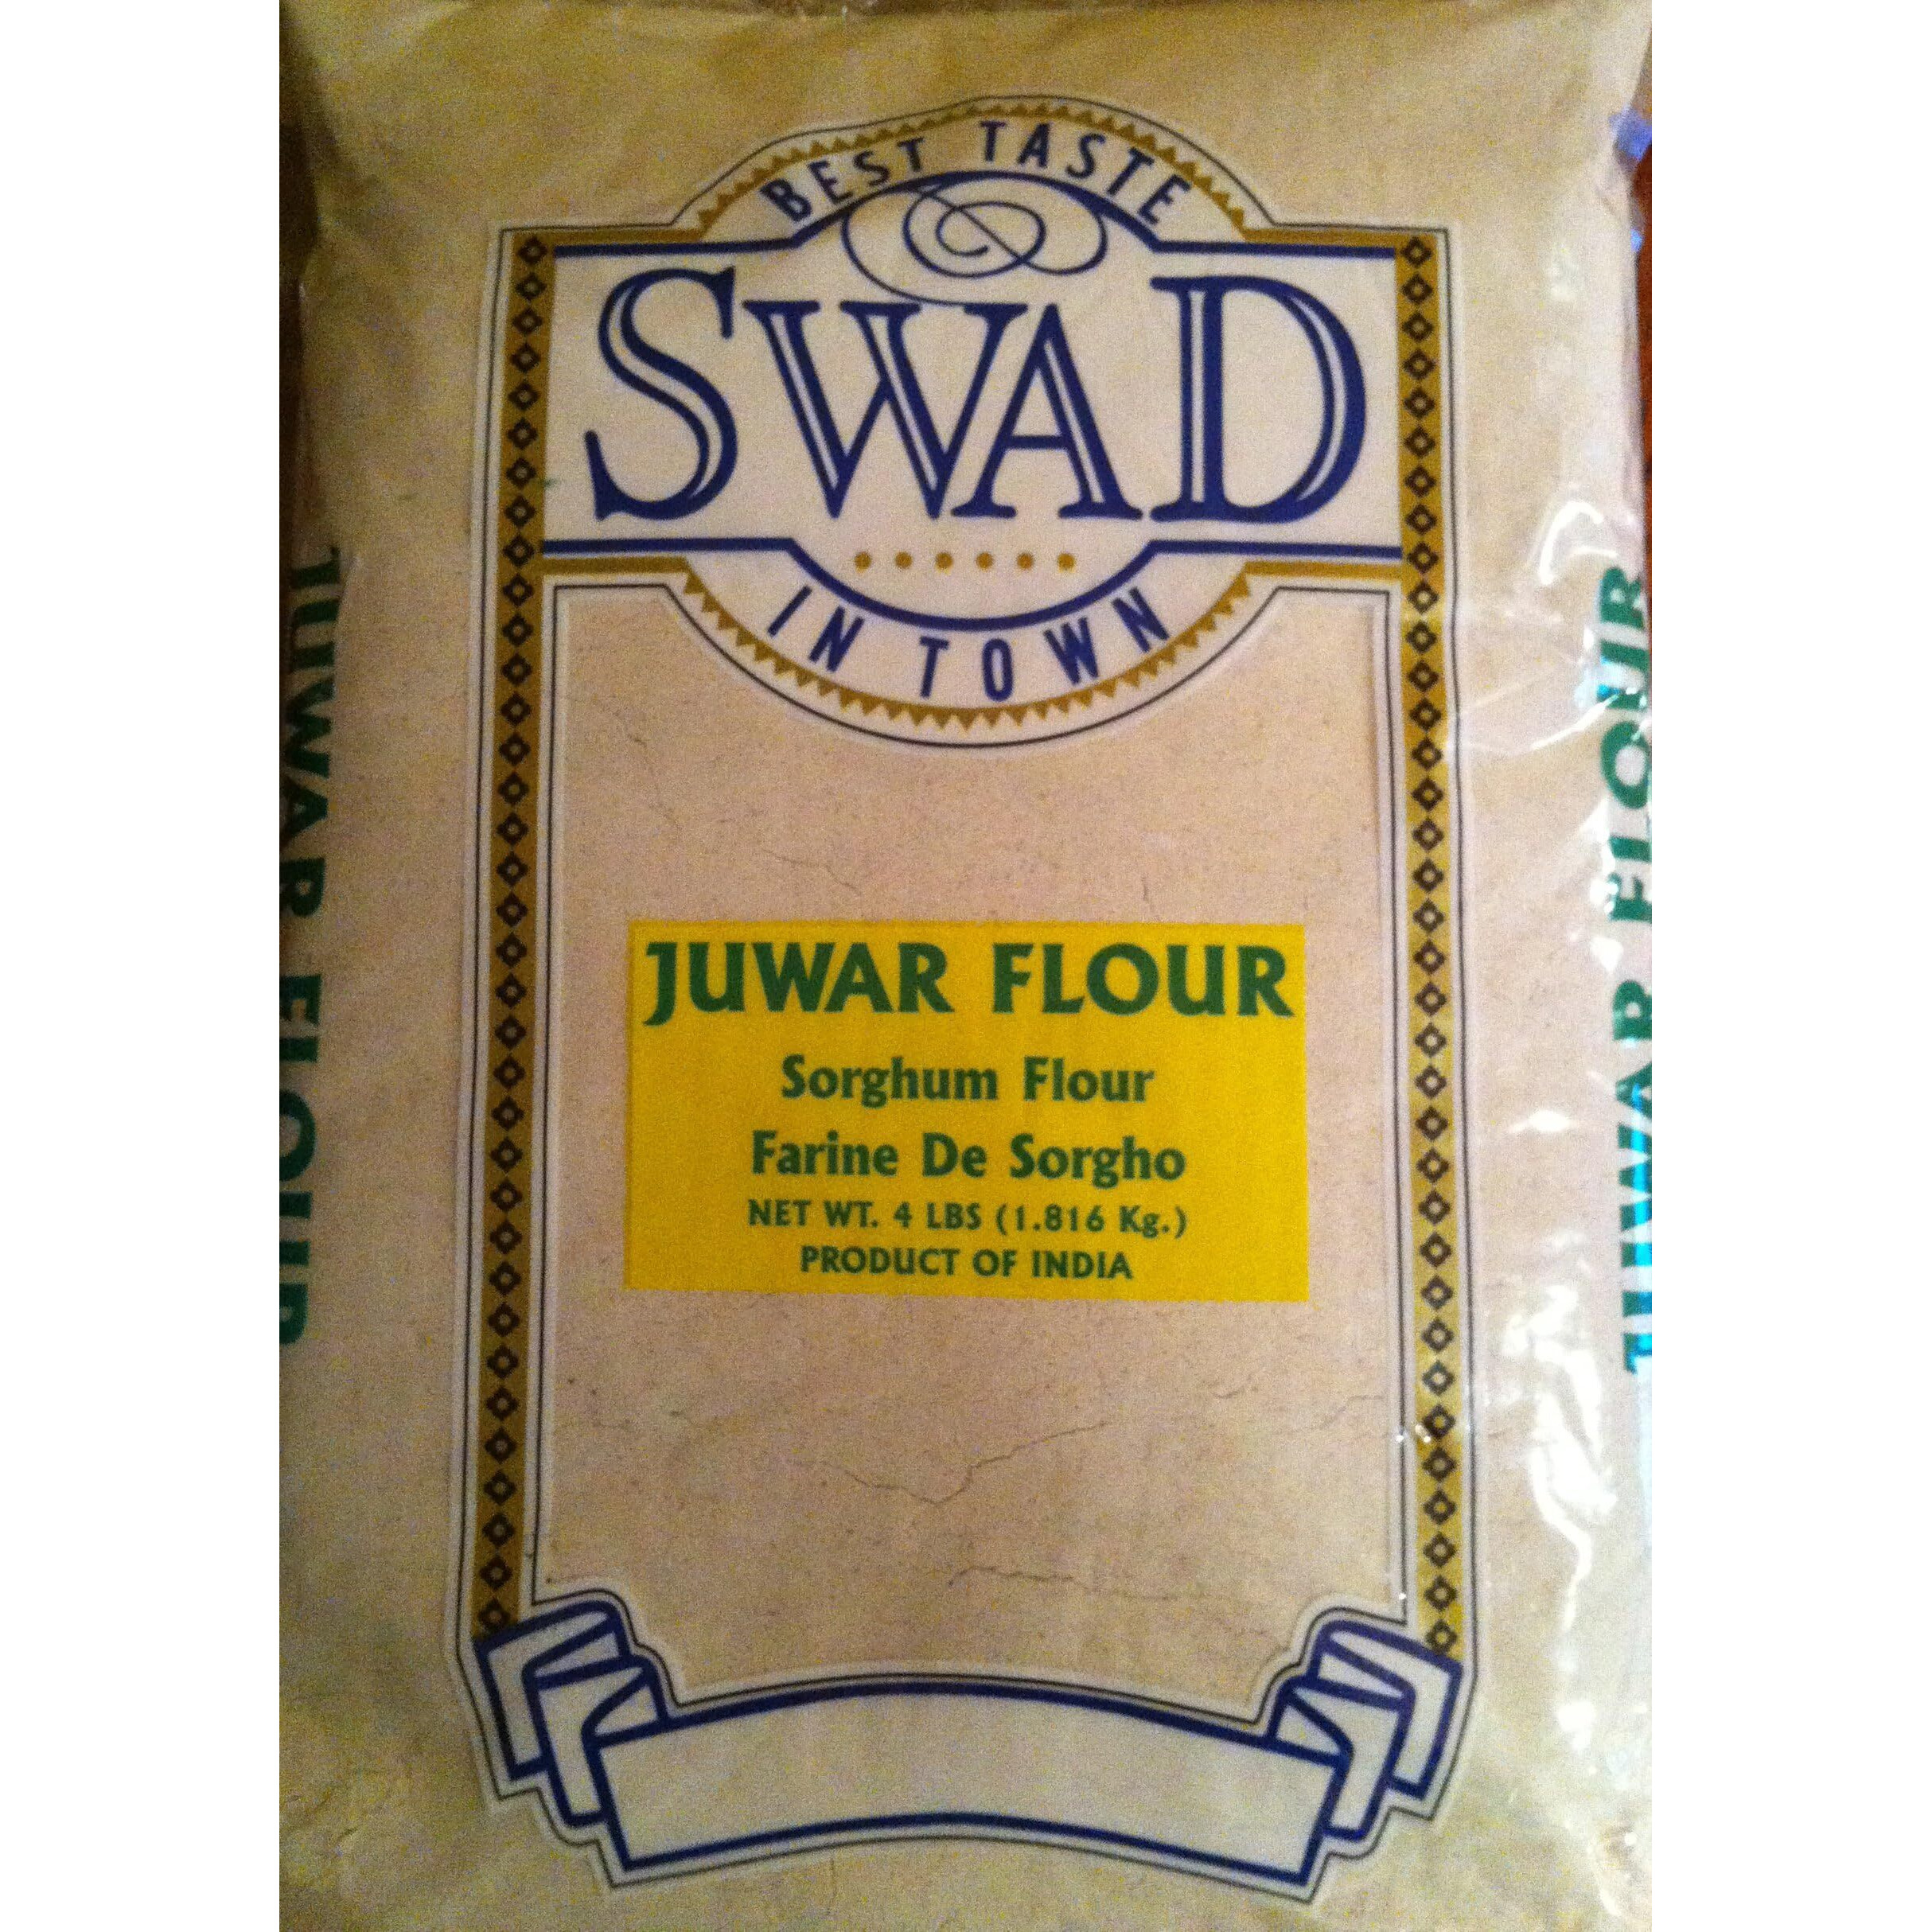 BEST TASTE
SWAD
IN TOWN
JUWAR FLOUR
Sorghum Flour
Farine De Sorgho
NET WT. 4 LBS (1.816 Kg.)
PRODUCT OF INDIA
JUWAR FLOUR
JUWAR FLOUR